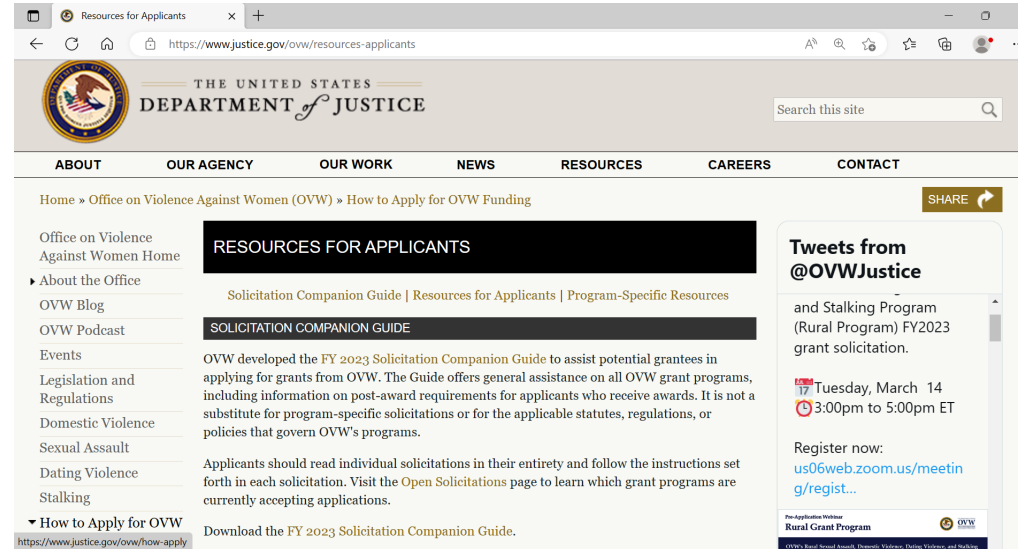 Resources for Applicants
https://www.justice.gov/ovw/resources-applicants
THE UNITED STATES
DEPARTMENT of JUSTICE
Search this site
ABOUT OUR AGENCY OUR WORK NEWS RESOURCES CAREERS CONTACT
Home » Office on Violence Against Women (OVW) » How to Apply for OVW Funding
SHARE
Office on Violence
Against Women Home
About the Office
OVW Blog
OVW Podcast
Events
Legislation and
Regulations
Domestic Violence
Sexual Assault
Dating Violence
Stalking
How to Apply for OVW
https://www.justice.gov/ovw/how-apply
RESOURCES FOR APPLICANTS
Solicitation Companion Guide | Resources for Applicants | Program-Specific Resources
SOLICITATION COMPANION GUIDE
OVW developed the FY 2023 Solicitation Companion Guide to assist potential grantees in
applying for grants from OVW. The Guide offers general assistance on all OVW grant programs,
including information on post-award requirements for applicants who receive awards. It is not a
substitute for program-specific solicitations or for the applicable statutes, regulations, or
policies that govern OVW's programs.
Applicants should read individual solicitations in their entirety and follow the instructions set
forth in each solicitation. Visit the Open Solicitations page to learn which grant programs are
currently accepting applications.
Download the FY 2023 Solicitation Companion Guide.
Tweets from
@OVWJustice
and Stalking Program
(Rural Program) FY2023
grant solicitation.
17 Tuesday, March 14
3:00pm to 5:00pm ET
Register now:
us06web.zoom.us/meetin
g/regist...
Pre-Application Webinar
Rural Grant Program
OVW
OVW's Rural Sexual Assault, Domestic Violence, Dating Violence, and Stalking